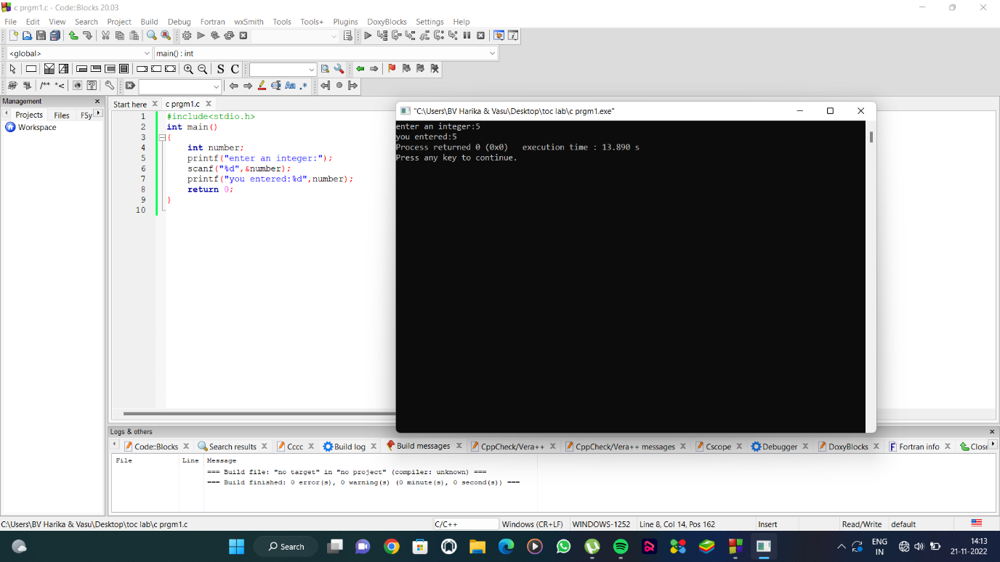 c prgm1.c - Code::Blocks 20.03
File Edit View Search Project Build Debug Fortran wxSmith Tools Tools+ Plugins DoxyBlocks Settings Help
<global> main() : int
S C
/** *< Aa .*
Management
Projects Files FSy
Workspace
Start here c prgm1.c
1 #include<stdio.h>
2 int main()
3 {
4 int number;
5 printf("enter an integer:");
6 scanf("%d",&number);
7 printf("you entered:%d",number);
8 return 0;
9 }
10
"C:\Users\BV Harika & Vasu\Desktop\toc lab\c prgm1.exe"
enter an integer:5
you entered:5
Process returned 0 (0x0) execution time : 13.890 s
Press any key to continue.
Logs & others
Code::Blocks Search results Cccc Build log Build messages CppCheck/Vera++ CppCheck/Vera++ messages Cscope Debugger DoxyBlocks Fortran info Close
File Line Message
=== Build file: "no target" in "no project" (compiler: unknown) ===
=== Build finished: 0 error(s), 0 warning(s) (0 minute(s), 0 second(s)) ===
C:\Users\BV Harika & Vasu\Desktop\toc lab\c prgm1.c C/C++ Windows (CR+LF) WINDOWS-1252 Line 8, Col 14, Pos 162 Insert Read/Write default
Search
ENG
IN
14:13
21-11-2022